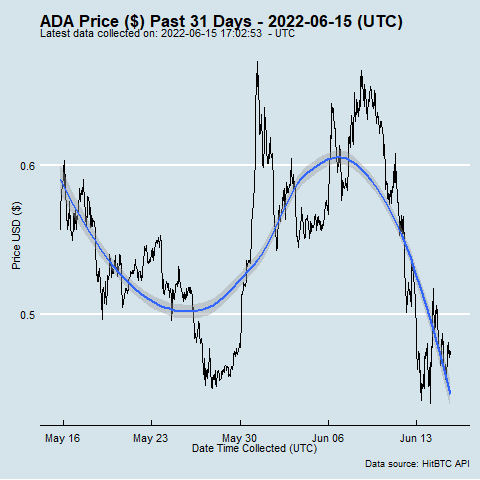 ADA Price ($) Past 31 Days - 2022-06-15 (UTC)
Latest data collected on: 2022-06-15 17:02:53  - UTC
Price USD ($)
0.6
0.5
May 16 May 23 May 30 Jun 06 Jun 13
Date Time Collected (UTC)
Data source: HitBTC API